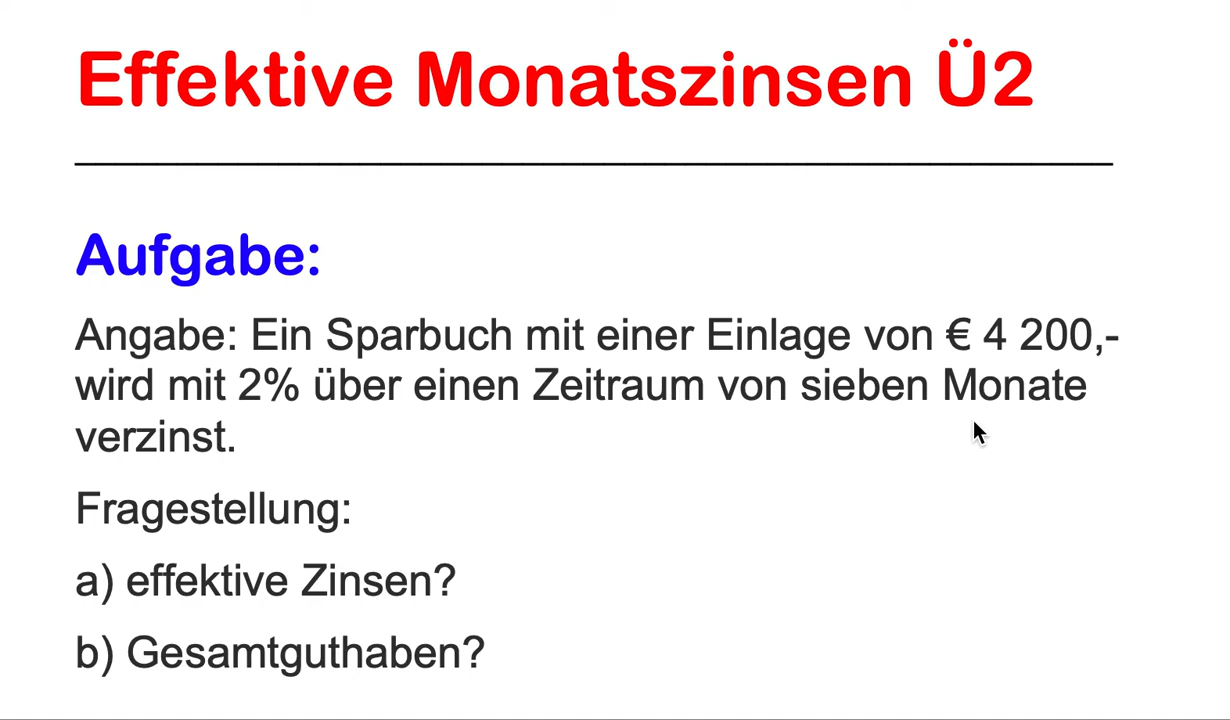 Effektive Monatszinsen Ü2
Aufgabe:
Angabe: Ein Sparbuch mit einer Einlage von € 4 200,-
wird mit 2% über einen Zeitraum von sieben Monate
verzinst.
Fragestellung:
a) effektive Zinsen?
b) Gesamtguthaben?